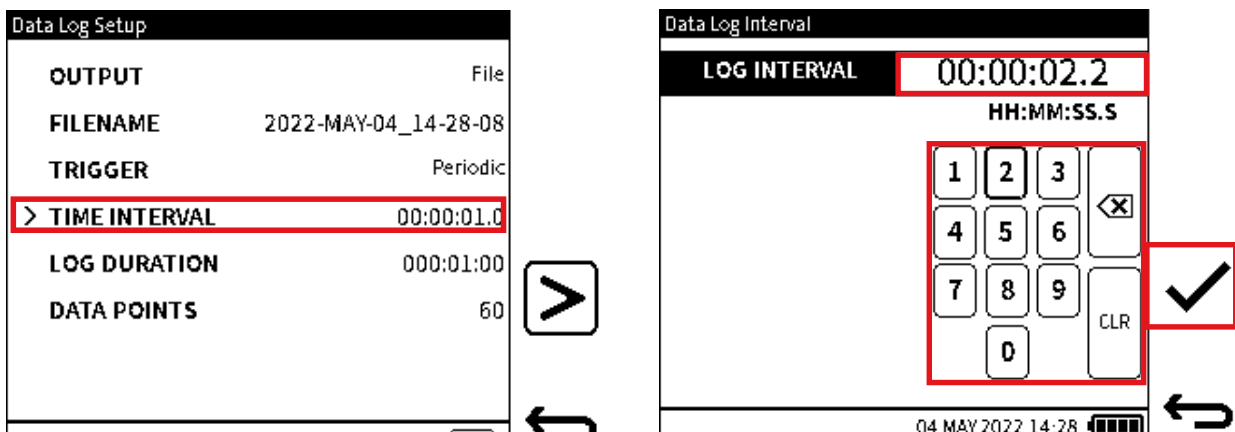 Data Log Setup
OUTPUT File
FILENAME 2022-MAY-04_14-28-08
TRIGGER Periodic
> TIME INTERVAL 00:00:01.0
LOG DURATION 000:01:00
DATA POINTS 60
Data Log Interval
LOG INTERVAL 00:00:02.2
HH:MM:SS.S
1 2 3
4 5 6
7 8 9
CLR
0
04 MAY 2022 14:28